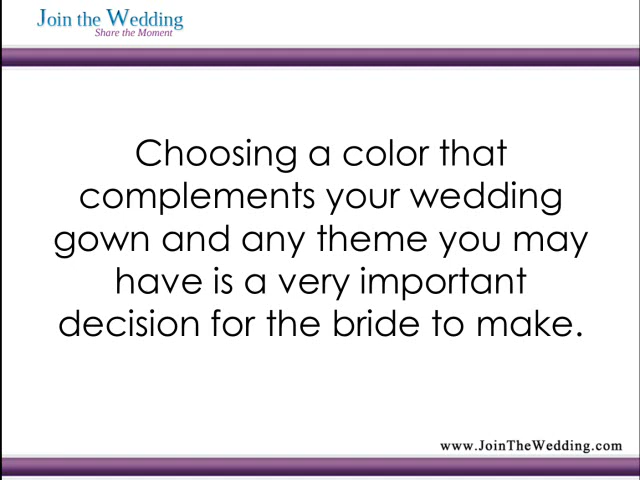 Join the Wedding
Share the Moment
Choosing a color that
complements your wedding
gown and any theme you may
have is a very important
decision for the bride to make.
www.JoinTheWedding.com